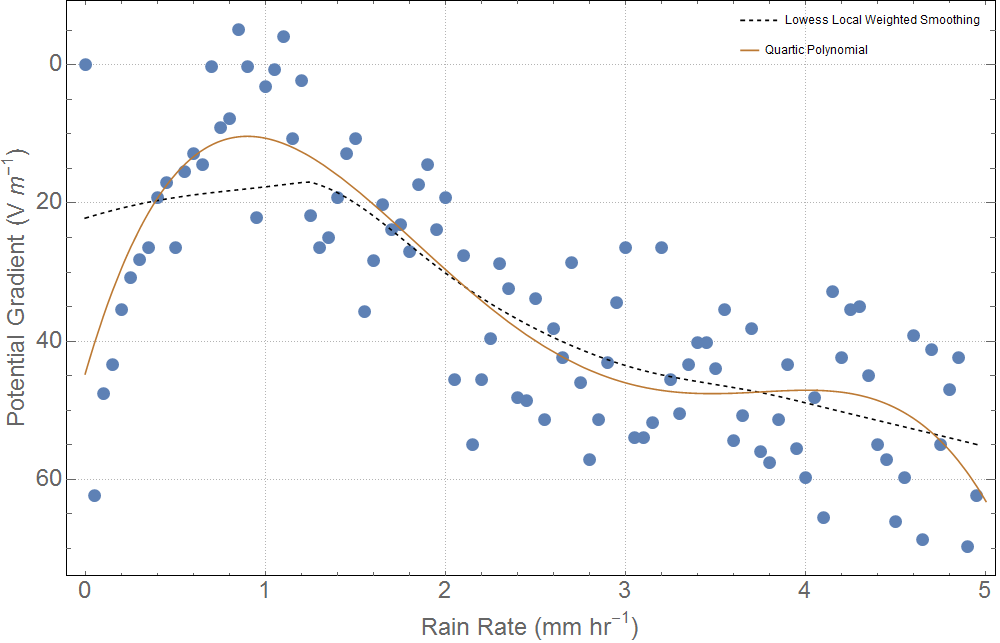 Lowess Local Weighted Smoothing
Quartic Polynomial
0
20
40
60
Potential Gradient (V m⁻¹)
0 1 2 3 4 5
Rain Rate (mm hr⁻¹)